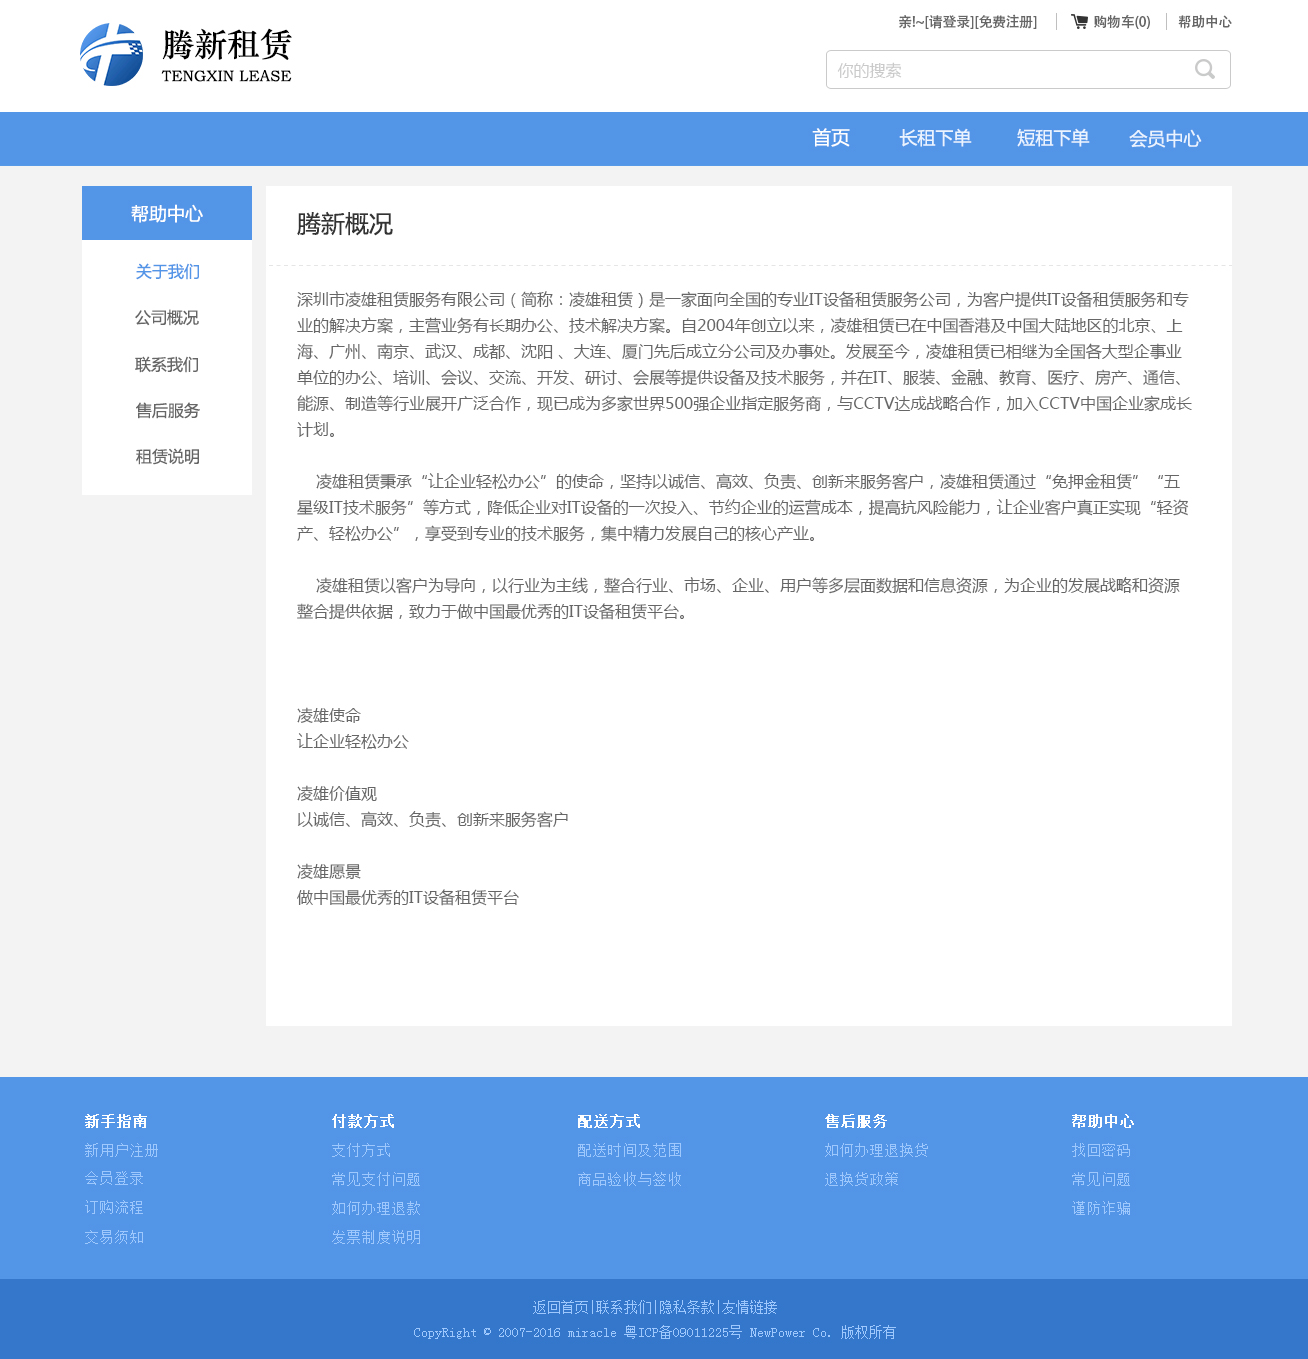 腾新租赁
TENGXIN LEASE
亲!~[请登录][免费注册]
购物车(0)
帮助中心
你的搜索
首页 长租下单 短租下单 会员中心
帮助中心
关于我们
公司概况
联系我们
售后服务
租赁说明
腾新概况
深圳市凌雄租赁服务有限公司（简称：凌雄租赁）是一家面向全国的专业IT设备租赁服务公司，为客户提供IT设备租赁服务和专
业的解决方案，主营业务有长期办公、技术解决方案。自2004年创立以来，凌雄租赁已在中国香港及中国大陆地区的北京、上
海、广州、南京、武汉、成都、沈阳 、大连、厦门先后成立分公司及办事处。发展至今，凌雄租赁已相继为全国各大型企事业
单位的办公、培训、会议、交流、开发、研讨、会展等提供设备及技术服务，并在IT、服装、金融、教育、医疗、房产、通信、
能源、制造等行业展开广泛合作，现已成为多家世界500强企业指定服务商，与CCTV达成战略合作，加入CCTV中国企业家成长
计划。
凌雄租赁秉承“让企业轻松办公”的使命，坚持以诚信、高效、负责、创新来服务客户，凌雄租赁通过“免押金租赁”“五
星级IT技术服务”等方式，降低企业对IT设备的一次投入、节约企业的运营成本，提高抗风险能力，让企业客户真正实现“轻资
产、轻松办公”，享受到专业的技术服务，集中精力发展自己的核心产业。
凌雄租赁以客户为导向，以行业为主线，整合行业、市场、企业、用户等多层面数据和信息资源，为企业的发展战略和资源
整合提供依据，致力于做中国最优秀的IT设备租赁平台。
凌雄使命
让企业轻松办公
凌雄价值观
以诚信、高效、负责、创新来服务客户
凌雄愿景
做中国最优秀的IT设备租赁平台
新手指南
新用户注册
会员登录
订购流程
交易须知
付款方式
支付方式
常见支付问题
如何办理退款
发票制度说明
配送方式
配送时间及范围
商品验收与签收
售后服务
如何办理退换货
退换货政策
帮助中心
找回密码
常见问题
谨防诈骗
返回首页|联系我们|隐私条款|友情链接
CopyRight © 2007-2016 miracle 粤ICP备09011225号 NewPower Co. 版权所有